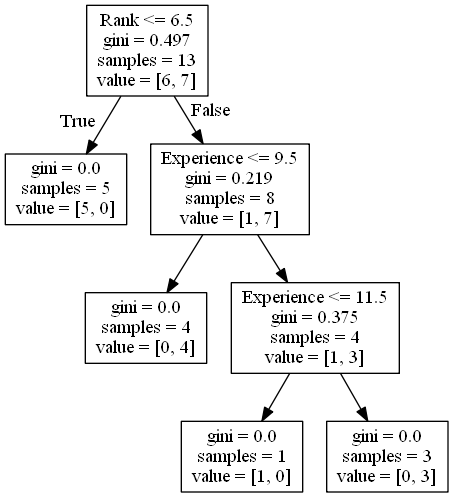 Rank <= 6.5
gini = 0.497
samples = 13
value = [6, 7]
True
False
gini = 0.0
samples = 5
value = [5, 0]
Experience <= 9.5
gini = 0.219
samples = 8
value = [1, 7]
gini = 0.0
samples = 4
value = [0, 4]
Experience <= 11.5
gini = 0.375
samples = 4
value = [1, 3]
gini = 0.0
samples = 1
value = [1, 0]
gini = 0.0
samples = 3
value = [0, 3]